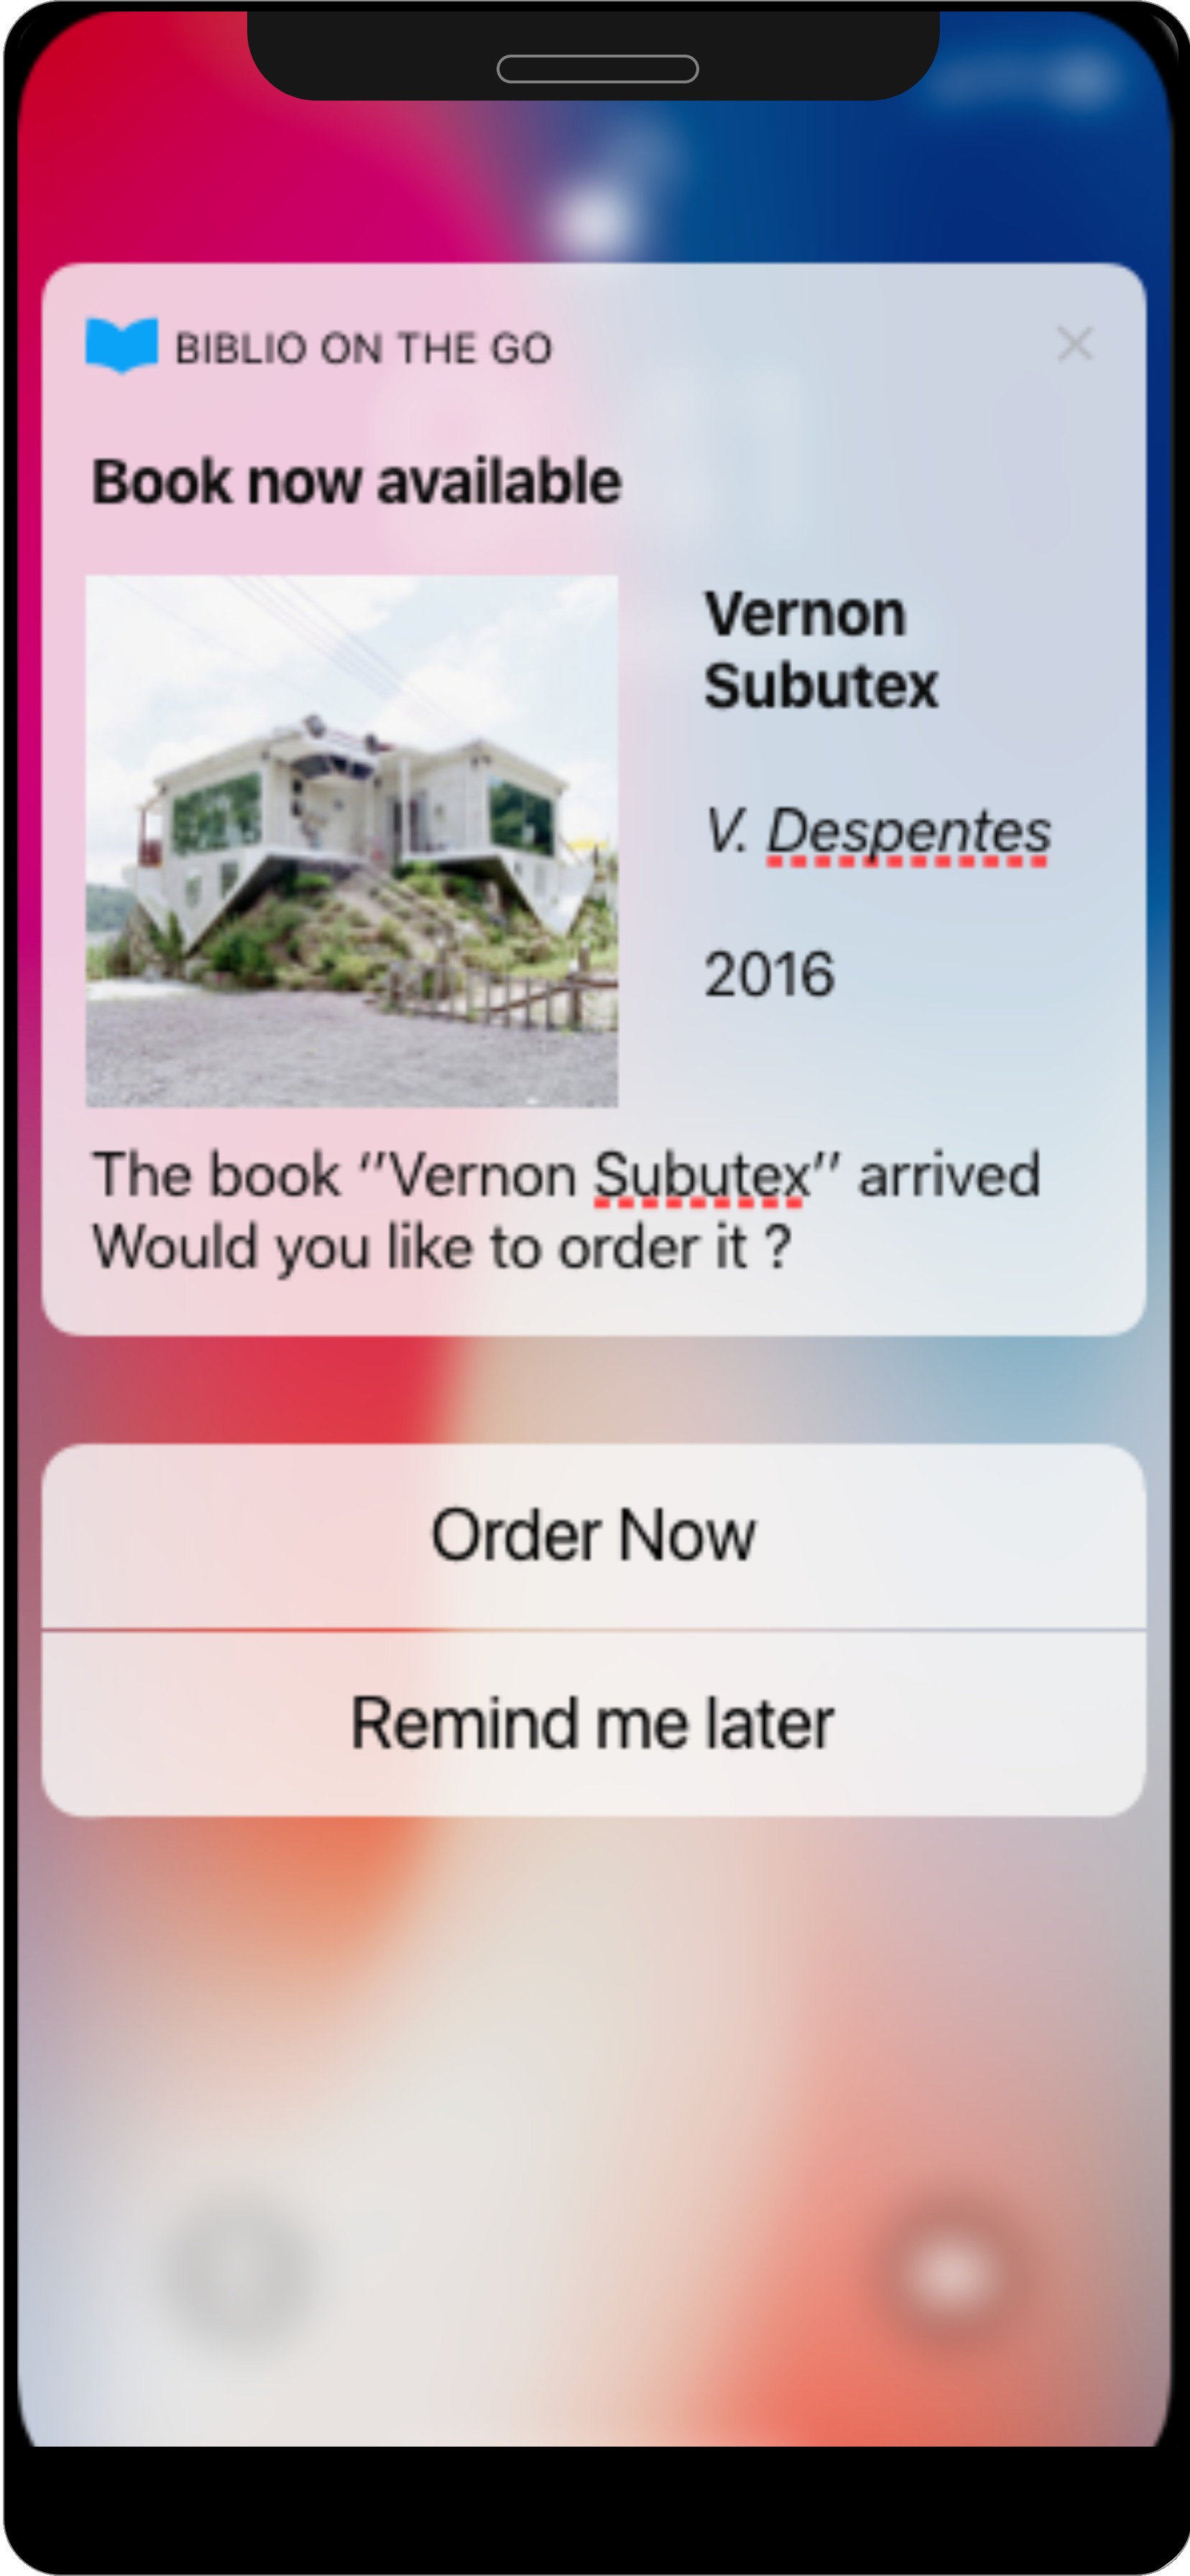 BIBLIO ON THE GO
Book now available
Vernon
Subutex
V. Despentes
2016
The book ”Vernon Subutex” arrived
Would you like to order it ?
Order Now
Remind me later